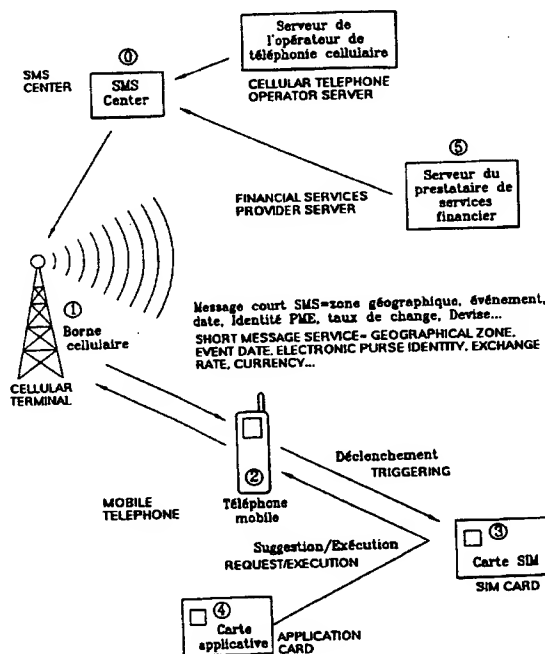 Serveur de
l'opérateur de
téléphonie cellulaire
⓪
SMS
CENTER
SMS
Center
CELLULAR TELEPHONE
OPERATOR SERVER
⑤
Serveur du
prestataire de
services
financier
FINANCIAL SERVICES
PROVIDER SERVER
①
Borne
cellulaire
CELLULAR
TERMINAL
Message court SMS=zone géographique, événement,
date, Identité PME, taux de change, Devise...
SHORT MESSAGE SERVICE- GEOGRAPHICAL ZONE,
EVENT DATE, ELECTRONIC PURSE IDENTITY, EXCHANGE
RATE, CURRENCY...
Déclenchement
TRIGGERING
②
MOBILE
TELEPHONE
Téléphone
mobile
③
Carte SIM
SIM CARD
Suggestion/Exécution
REQUEST/EXECUTION
④
Carte
applicative
APPLICATION
CARD